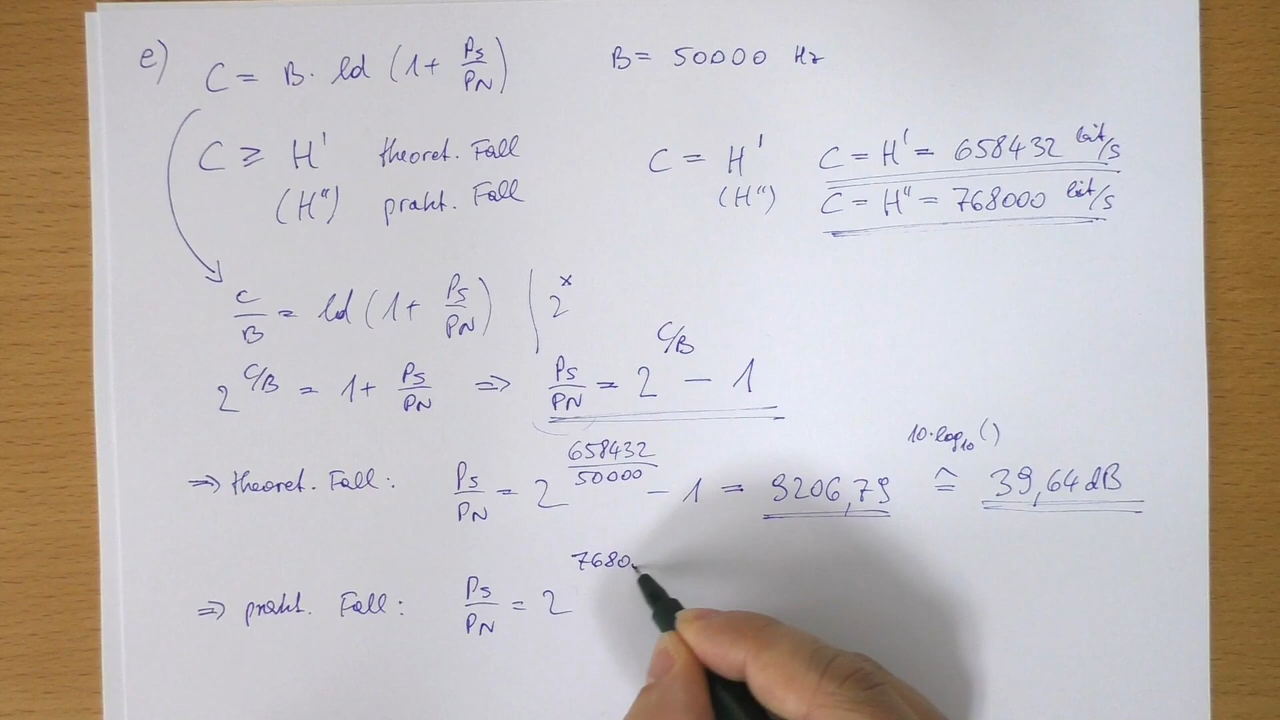 e) C = B · ld (1 + PS/PN) B = 50000 Hz
C ≥ H' theoret. Fall C = H' C = H' = 658432 bit/s
(H") prakt. Fall (H") C = H" = 768000 bit/s
C/B = ld (1 + PS/PN) | 2^x
2^C/B = 1 + PS/PN ⇒ PS/PN = 2^C/B - 1
10·log10 ()
⇒ theoret. Fall: PS/PN = 2^658432/50000 - 1 = 9206,79 ≙ 39,64 dB
⇒ prakt. Fall: PS/PN = 2^7680